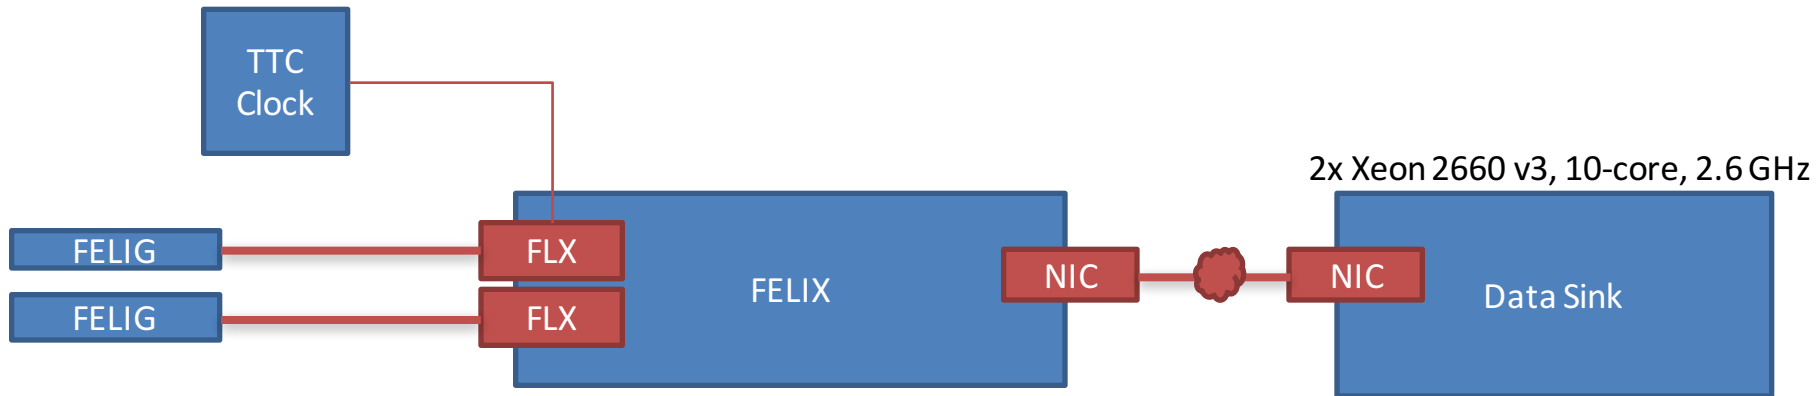 TTC
Clock
2x Xeon 2660 v3, 10-core, 2.6 GHz
FELIG
FLX
FELIX
NIC
NIC
Data Sink
FELIG
FLX